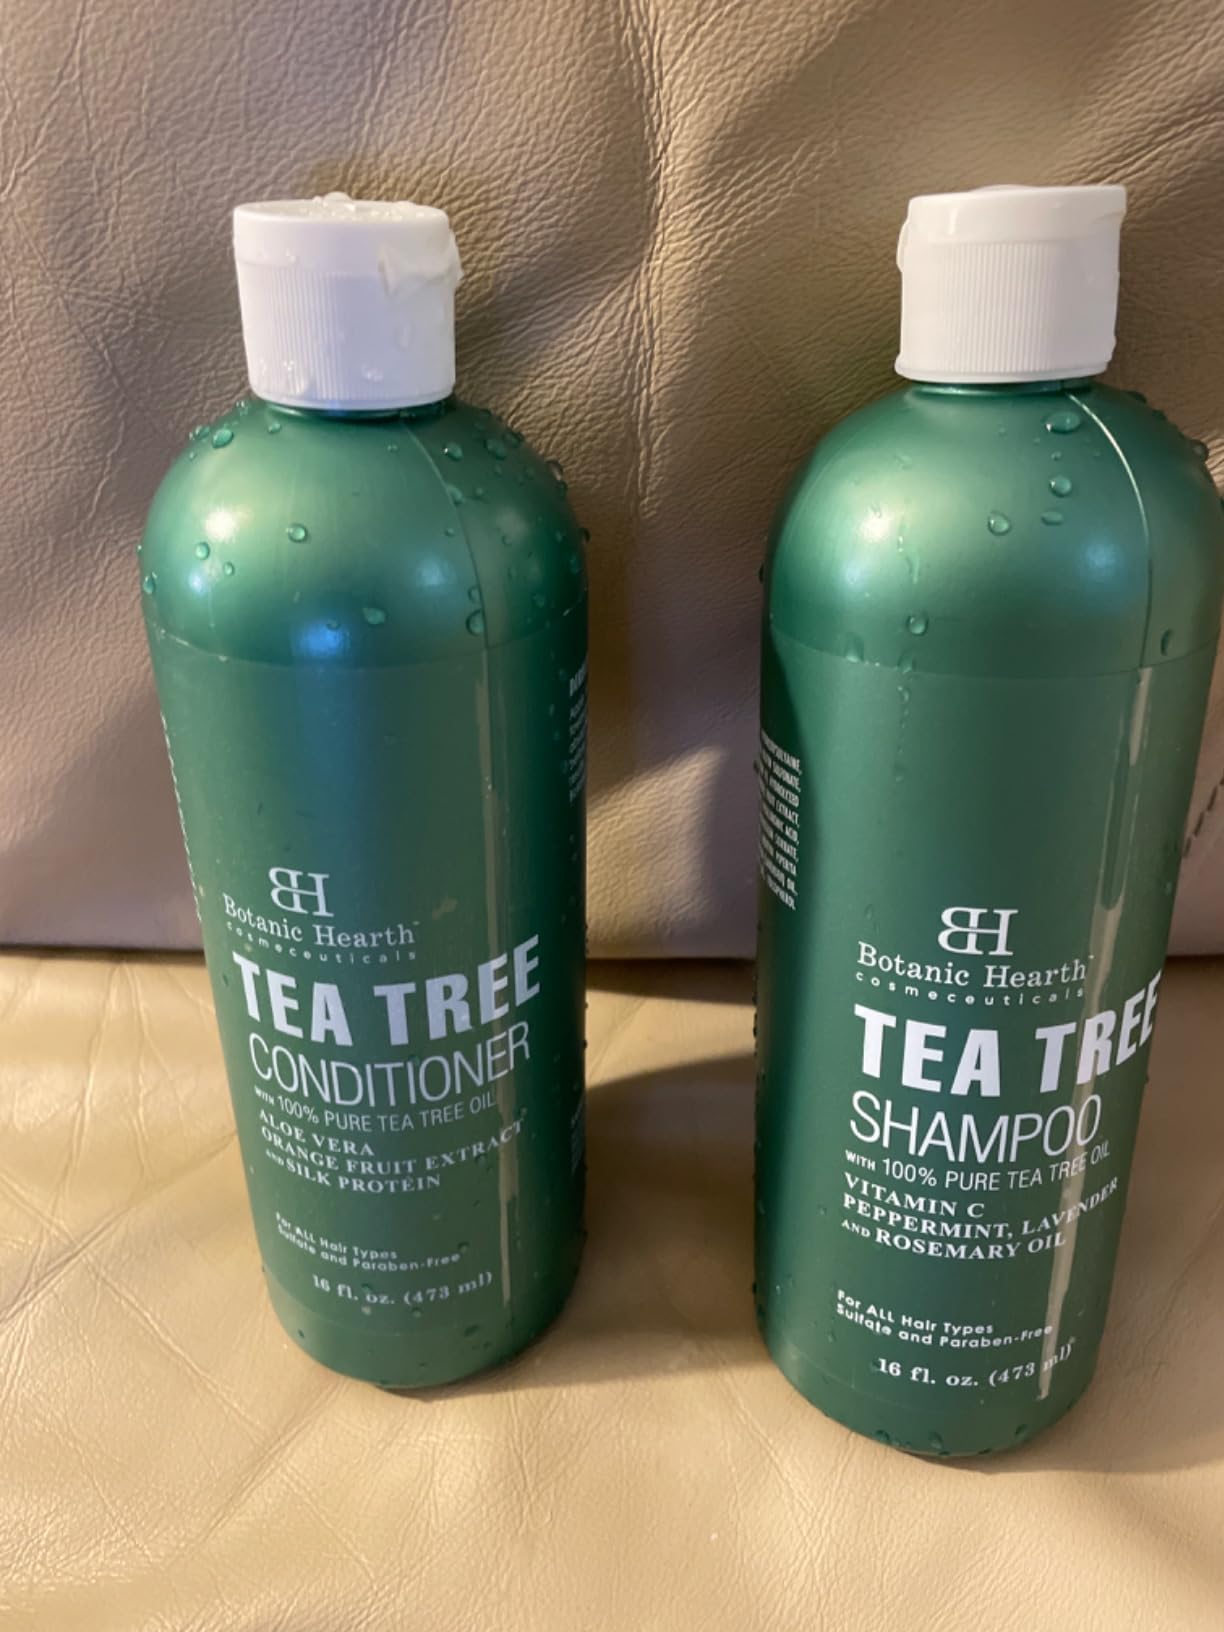 BH
Botanic Hearth™
cosmeceuticals
TEA TREE
CONDITIONER
WITH 100% PURE TEA TREE OIL
ALOE VERA
ORANGE FRUIT EXTRACT
AND SILK PROTEIN
For ALL Hair Types
Sulfate and Paraben-Free
16 fl. oz. (473 ml)
BH
Botanic Hearth™
cosmeceuticals
TEA TREE
SHAMPOO
WITH 100% PURE TEA TREE OIL
VITAMIN C
PEPPERMINT, LAVENDER
AND ROSEMARY OIL
For ALL Hair Types
Sulfate and Paraben-Free
16 fl. oz. (473 ml)